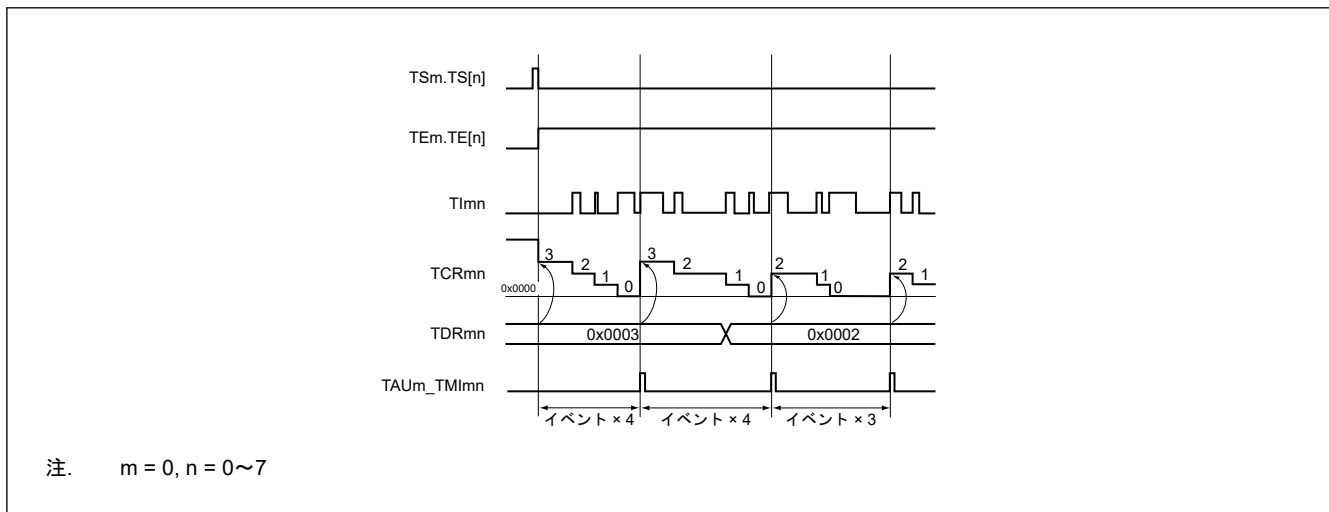 TSm.TS[n]
TEm.TE[n]
TImn
TCRmn
3
2
1
0
3
2
1
0
2
1
0
2
1
0x0000
TDRmn
0x0003
0x0002
TAUm_TMImn
イベント × 4
イベント × 4
イベント × 3
注. m = 0, n = 0～7